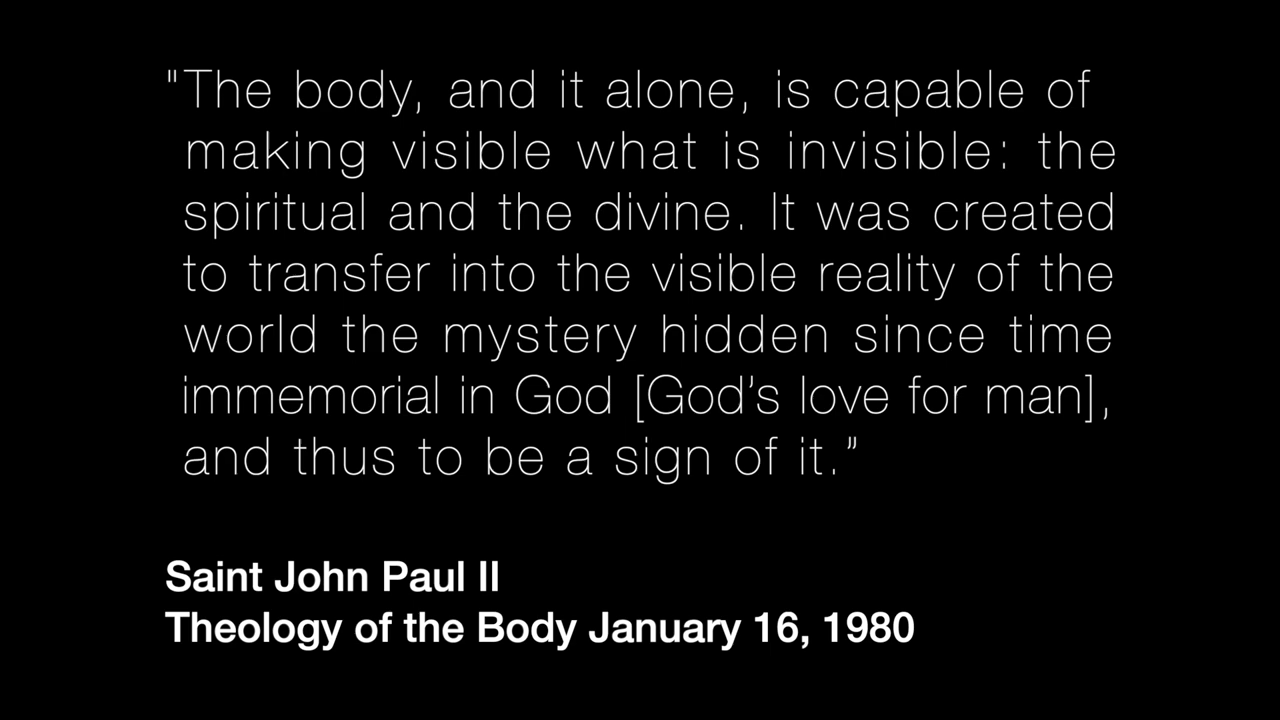 "The body, and it alone, is capable of
making visible what is invisible: the
spiritual and the divine. It was created
to transfer into the visible reality of the
world the mystery hidden since time
immemorial in God [God’s love for man],
and thus to be a sign of it.”
Saint John Paul II
Theology of the Body January 16, 1980